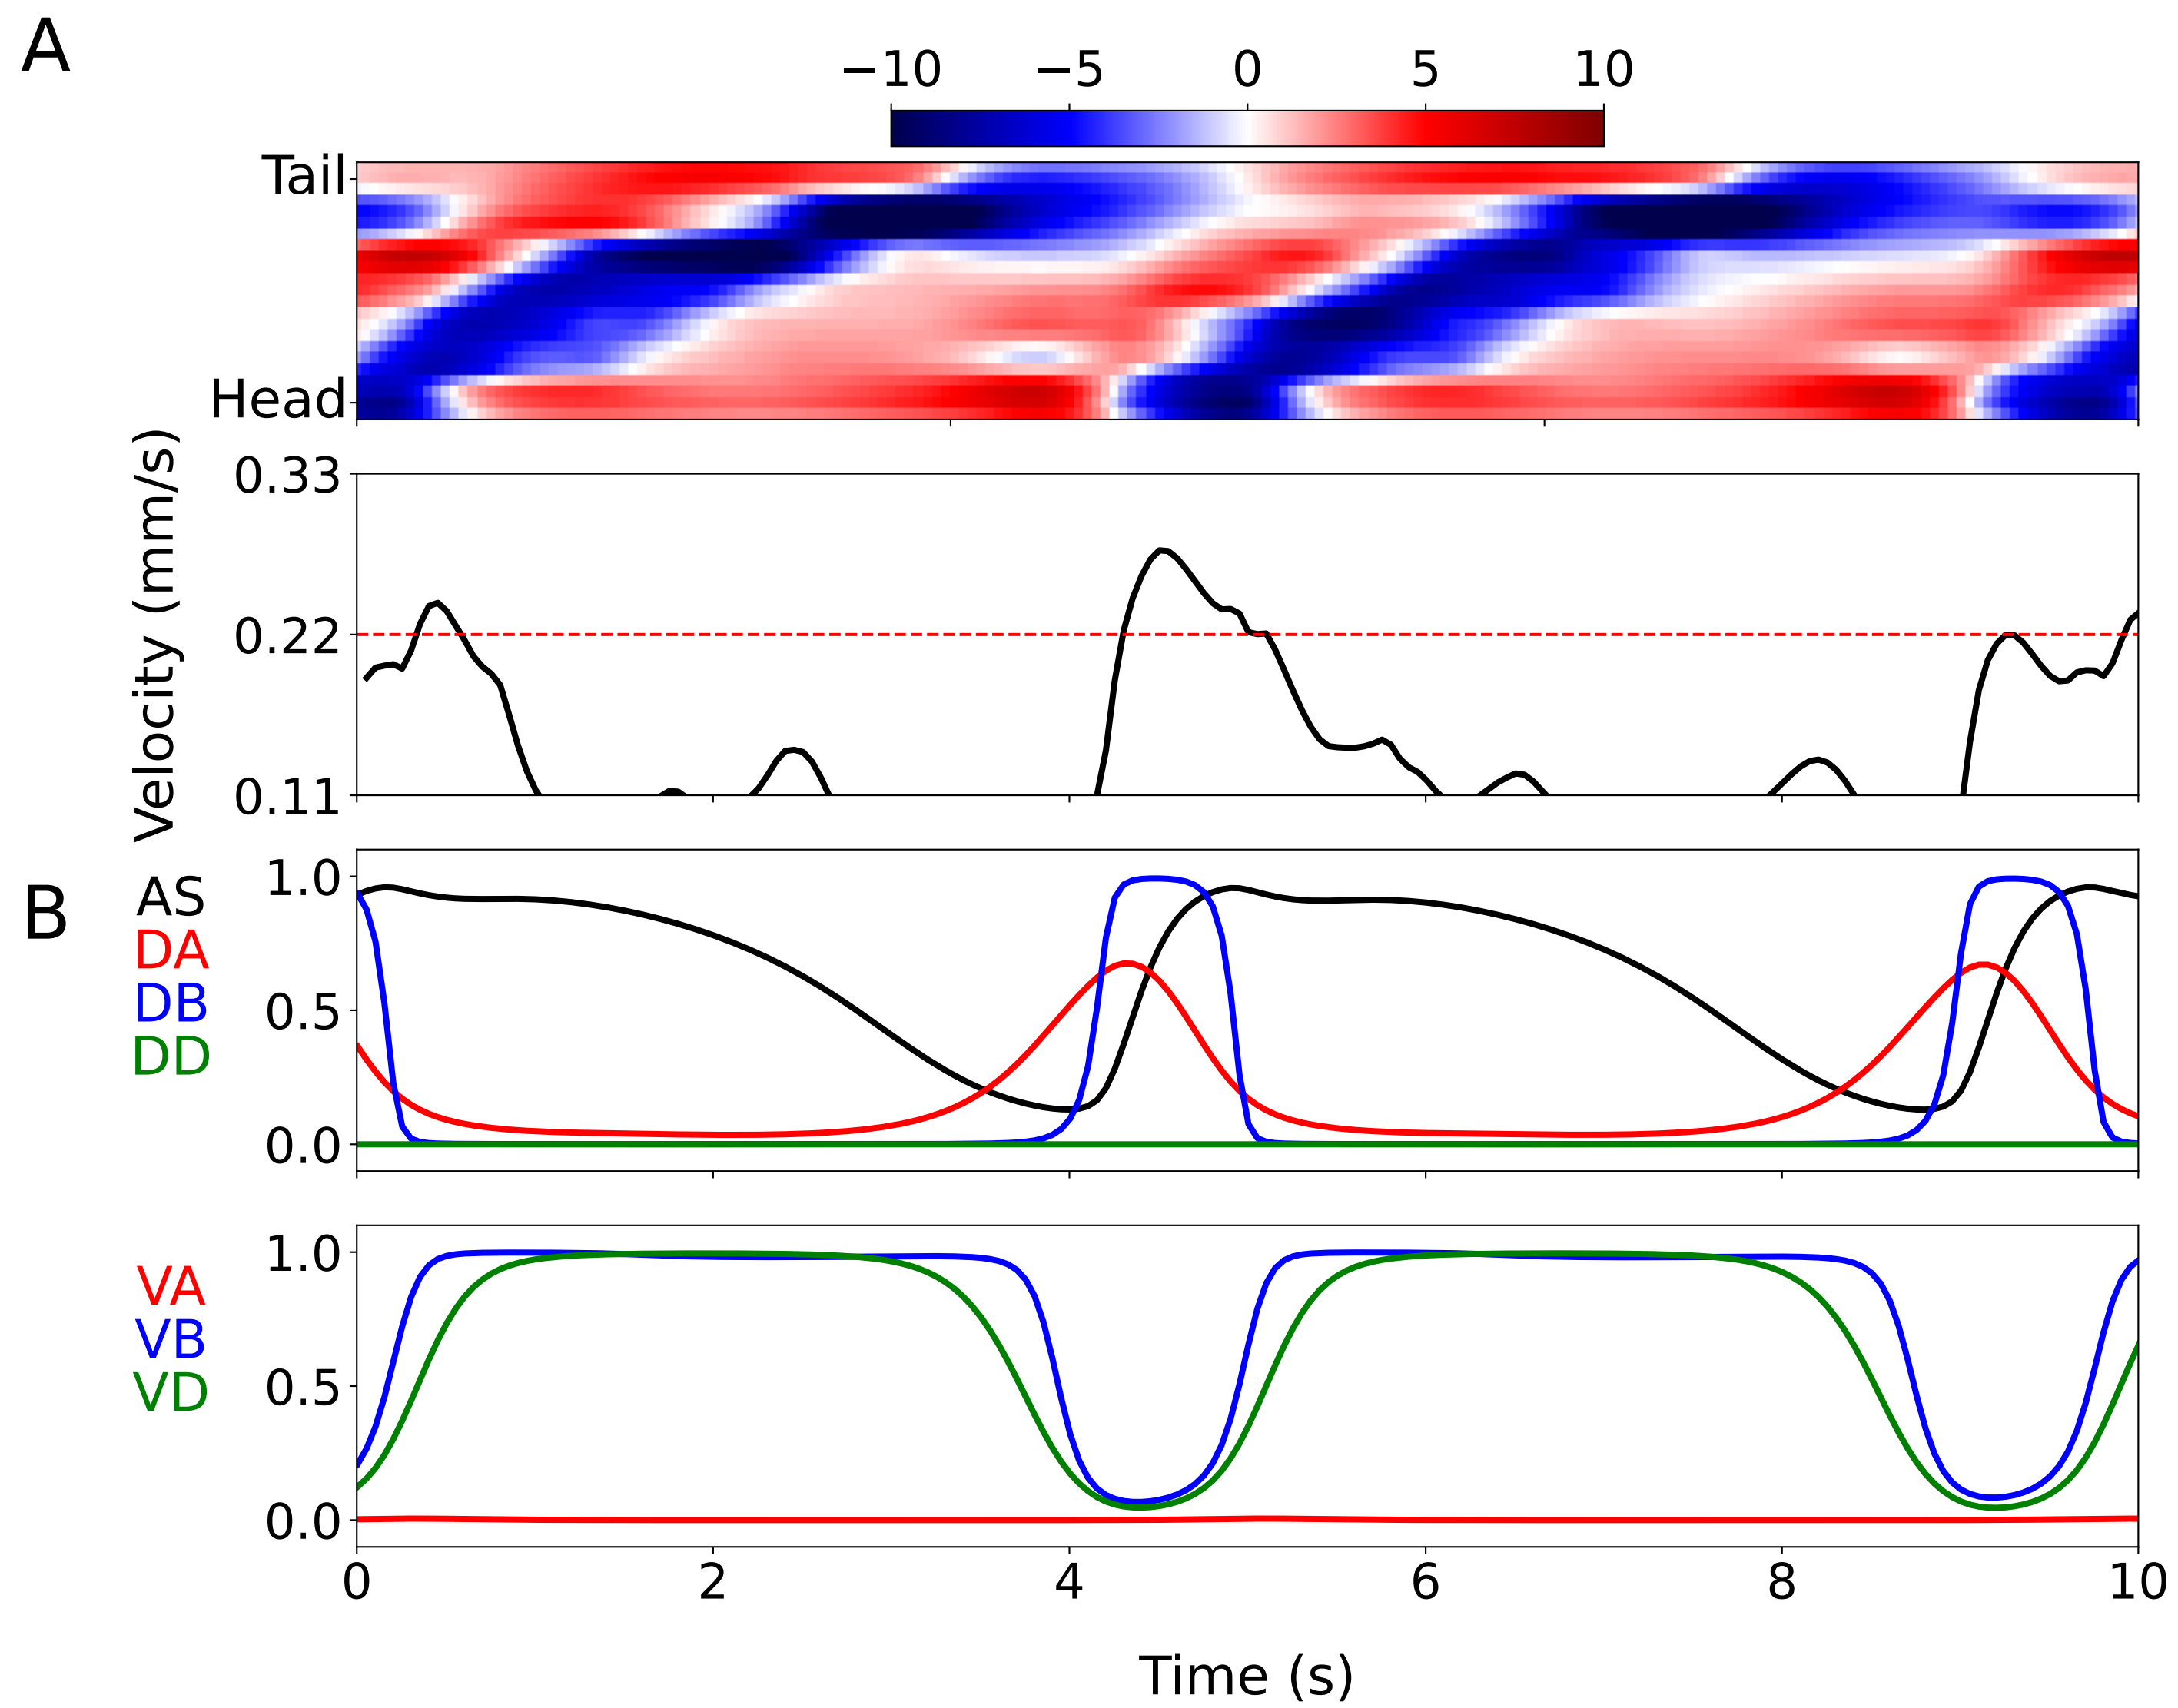 A
−10 −5 0 5 10
Tail
Head
Velocity (mm/s)
0.33
0.22
0.11
B
AS
DA
DB
DD
1.0
0.5
0.0
VA
VB
VD
1.0
0.5
0.0
0 2 4 6 8 10
Time (s)